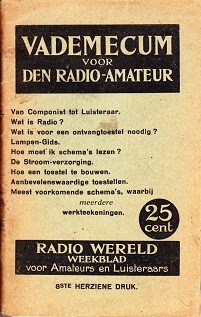 VADEMECUM
VOOR
DEN RADIO-AMATEUR
Van Componist tot Luisteraar.
Wat is Radio?
Wat is voor een ontvangtoestel noodig?
Lampen-Gids.
Hoe moet ik schema's lezen?
De Stroom-verzorging.
Hoe een toestel te bouwen.
Aanbevelenswaardige toestellen.
Meest voorkomende schema's, waarbij
meerdere
werkteekeningen.
25
cent
RADIO WERELD
WEEKBLAD
voor Amateurs en Luisteraars
8STE HERZIENE DRUK.